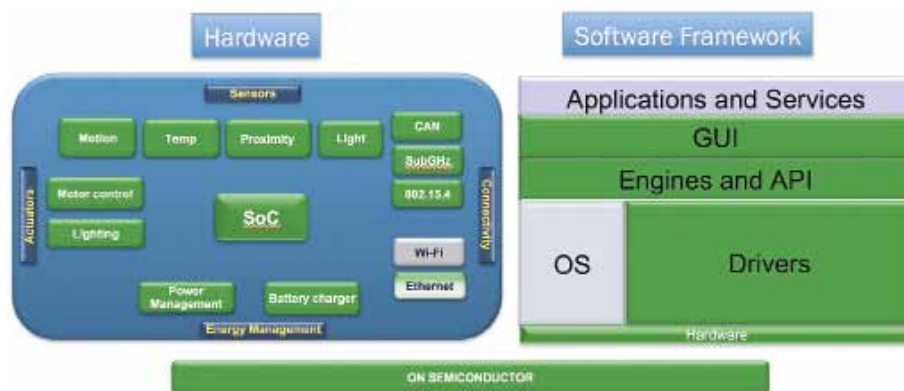 Hardware
Software Framework
Sensors
Motion
Temp
Proximity
Light
CAN
SubGHz
802.15.4
Actuators
Motor control
Lighting
SoC
Connectivity
Wi-Fi
Ethernet
Power
Management
Battery charger
Energy Management
Applications and Services
GUI
Engines and API
OS
Drivers
Hardware
ON SEMICONDUCTOR